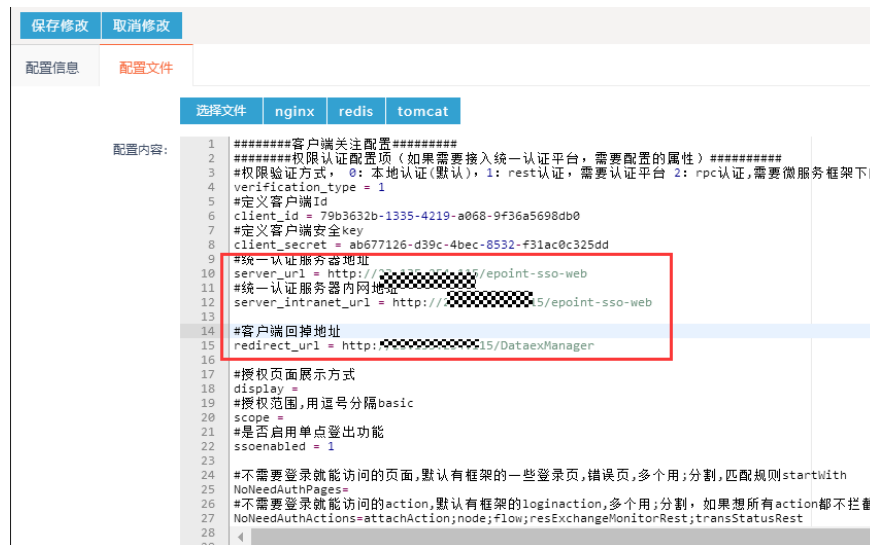 保存修改 取消修改
配置信息 配置文件
选择文件 nginx redis tomcat
配置内容:
1 ########客户端关注配置#########
2 ########权限认证配置项（如果需要接入统一认证平台，需要配置的属性）##########
3 #权限验证方式， 0: 本地认证(默认)，1: rest认证，需要认证平台 2: rpc认证,需要微服务框架下的
4 verification_type = 1
5 #定义客户端Id
6 client_id = 79b3632b-1335-4219-a068-9f36a5698db0
7 #定义客户端安全key
8 client_secret = ab677126-d39c-4bec-8532-f31ac0c325dd
9 #统一认证服务器地址
10 server_url = http:// /epoint-sso-web
11 #统一认证服务器内网地址
12 server_intranet_url = http:// 5/epoint-sso-web
13
14 #客户端回掉地址
15 redirect_url = http:/ 15/DataexManager
16
17 #授权页面展示方式
18 display =
19 #授权范围,用逗号分隔basic
20 scope =
21 #是否启用单点登出功能
22 ssoenabled = 1
23
24 #不需要登录就能访问的页面,默认有框架的一些登录页,错误页,多个用;分割,匹配规则startWith
25 NoNeedAuthPages=
26 #不需要登录就能访问的action,默认有框架的loginaction,多个用;分割，如果想所有action都不拦截
27 NoNeedAuthActions=attachAction;node;flow;resExchangeMonitorRest;transStatusRest
28